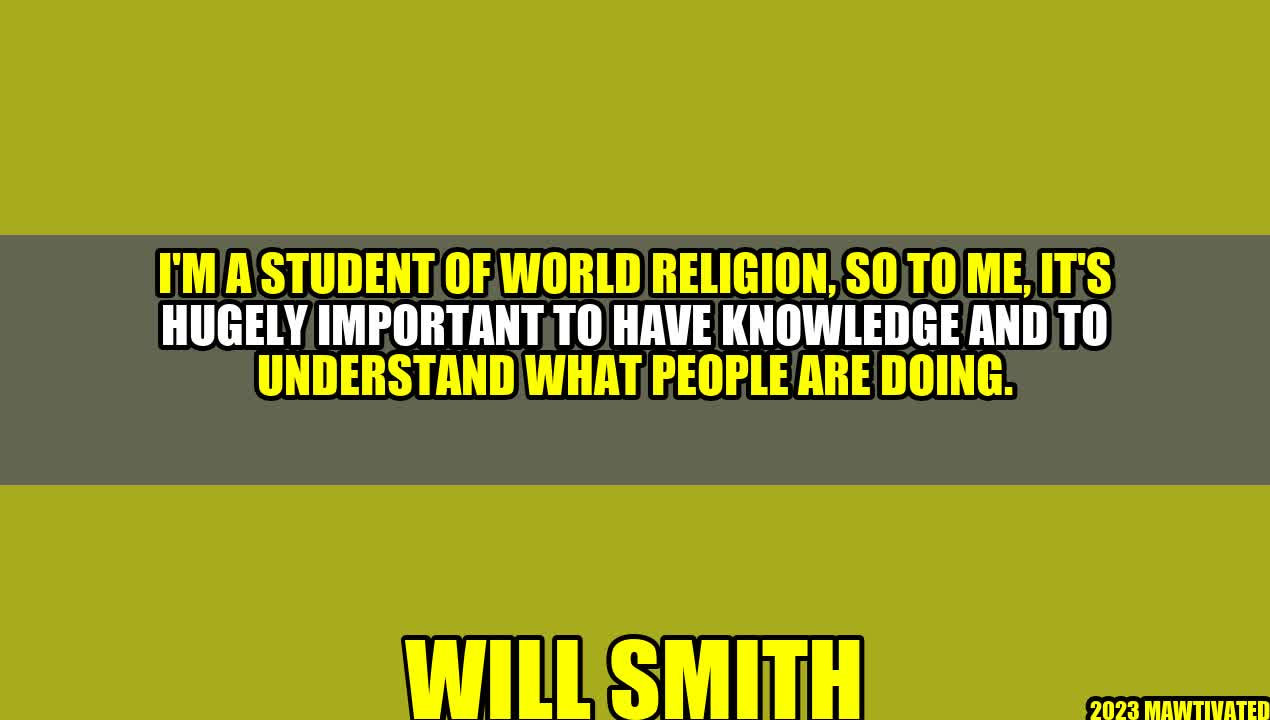 I'M A STUDENT OF WORLD RELIGION, SO TO ME, IT'S
HUGELY IMPORTANT TO HAVE KNOWLEDGE AND TO
UNDERSTAND WHAT PEOPLE ARE DOING.
WILL SMITH
2023 MAWTIVATED